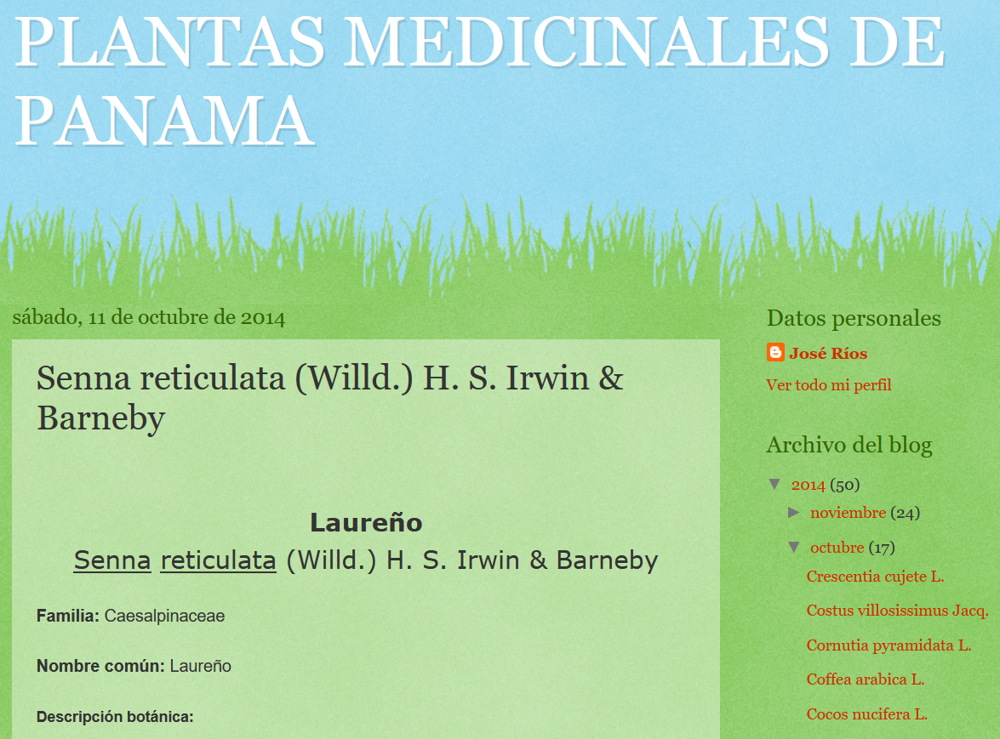 PLANTAS MEDICINALES DE
PANAMA
sábado, 11 de octubre de 2014
Senna reticulata (Willd.) H. S. Irwin &
Barneby
Laureño
Senna reticulata (Willd.) H. S. Irwin & Barneby
Familia: Caesalpinaceae
Nombre común: Laureño
Descripción botánica:
Datos personales
José Ríos
Ver todo mi perfil
Archivo del blog
▼ 2014 (50)
► noviembre (24)
▼ octubre (17)
Crescentia cujete L.
Costus villosissimus Jacq.
Cornutia pyramidata L.
Coffea arabica L.
Cocos nucifera L.